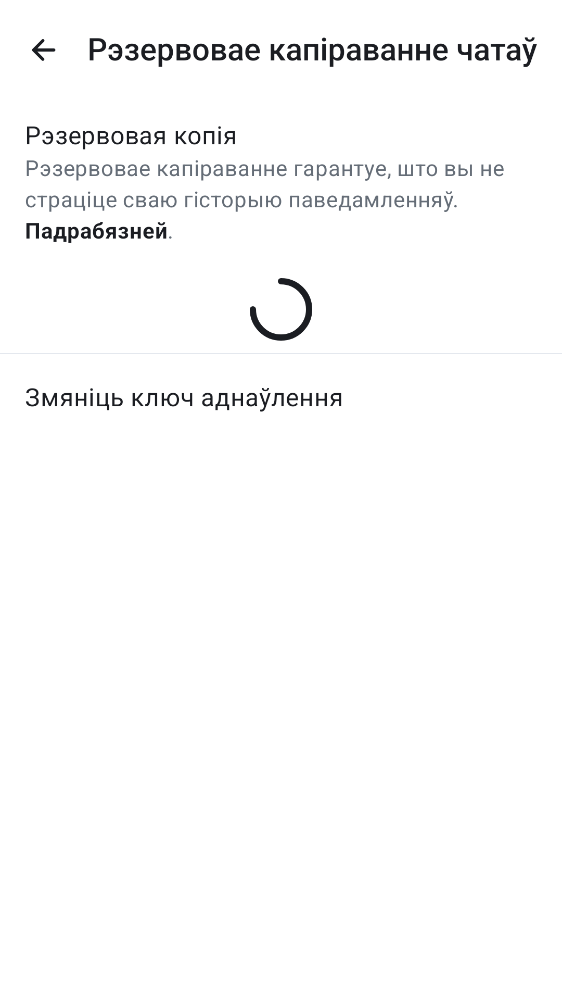 Рэзервовае капіраванне чатаў
Рэзервовая копія
Рэзервовае капіраванне гарантуе, што вы не
страціце сваю гісторыю паведамленняў.
Падрабязней.
Змяніць ключ аднаўлення